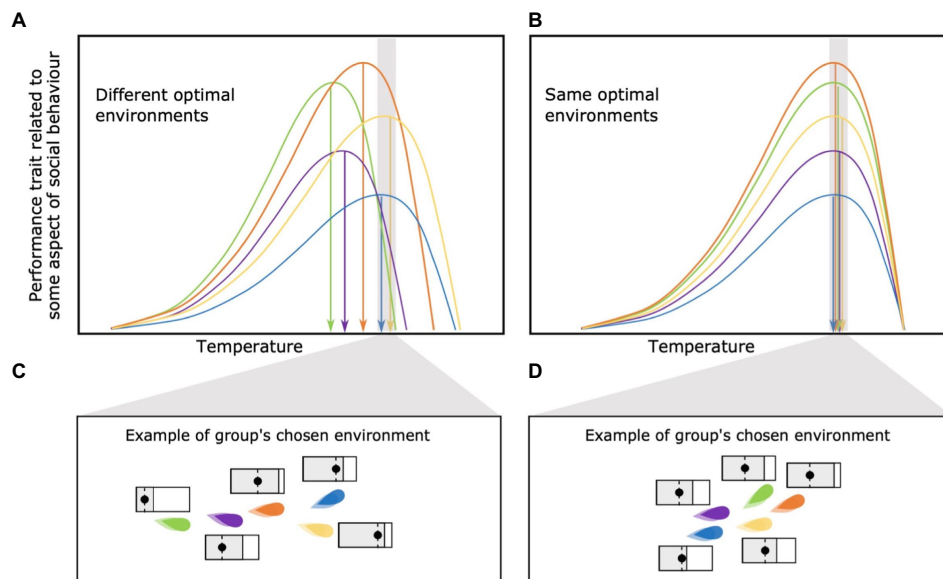 A
B
Performance trait related to
some aspect of social behaviour
Different optimal
environments
Same optimal
environments
Temperature
Temperature
C
D
Example of group's chosen environment
Example of group's chosen environment